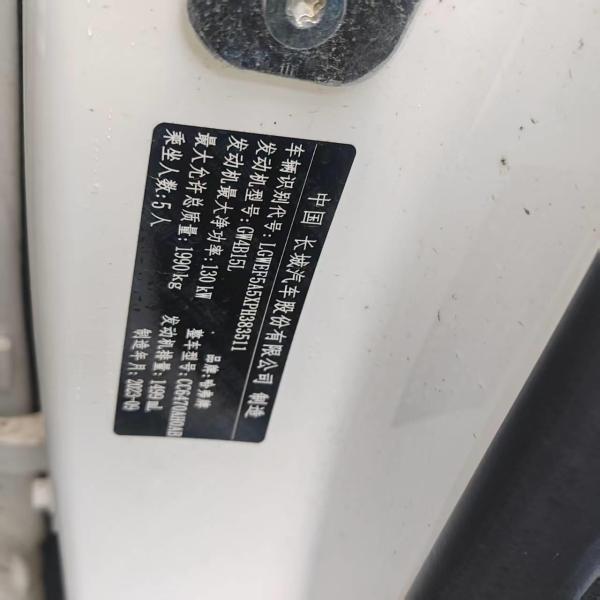 中国 长城汽车股份有限公司 制造
车辆识别代号: LGWEF5A5XPH383511
发动机型号: GW4B15L
品牌: 哈弗牌
发动机最大净功率: 130 kW
整车型号: CC6470AH0AB
最大允许总质量: 1990 kg
发动机排量: 1499 mL
乘坐人数: 5 人
制造年月: 2023-03